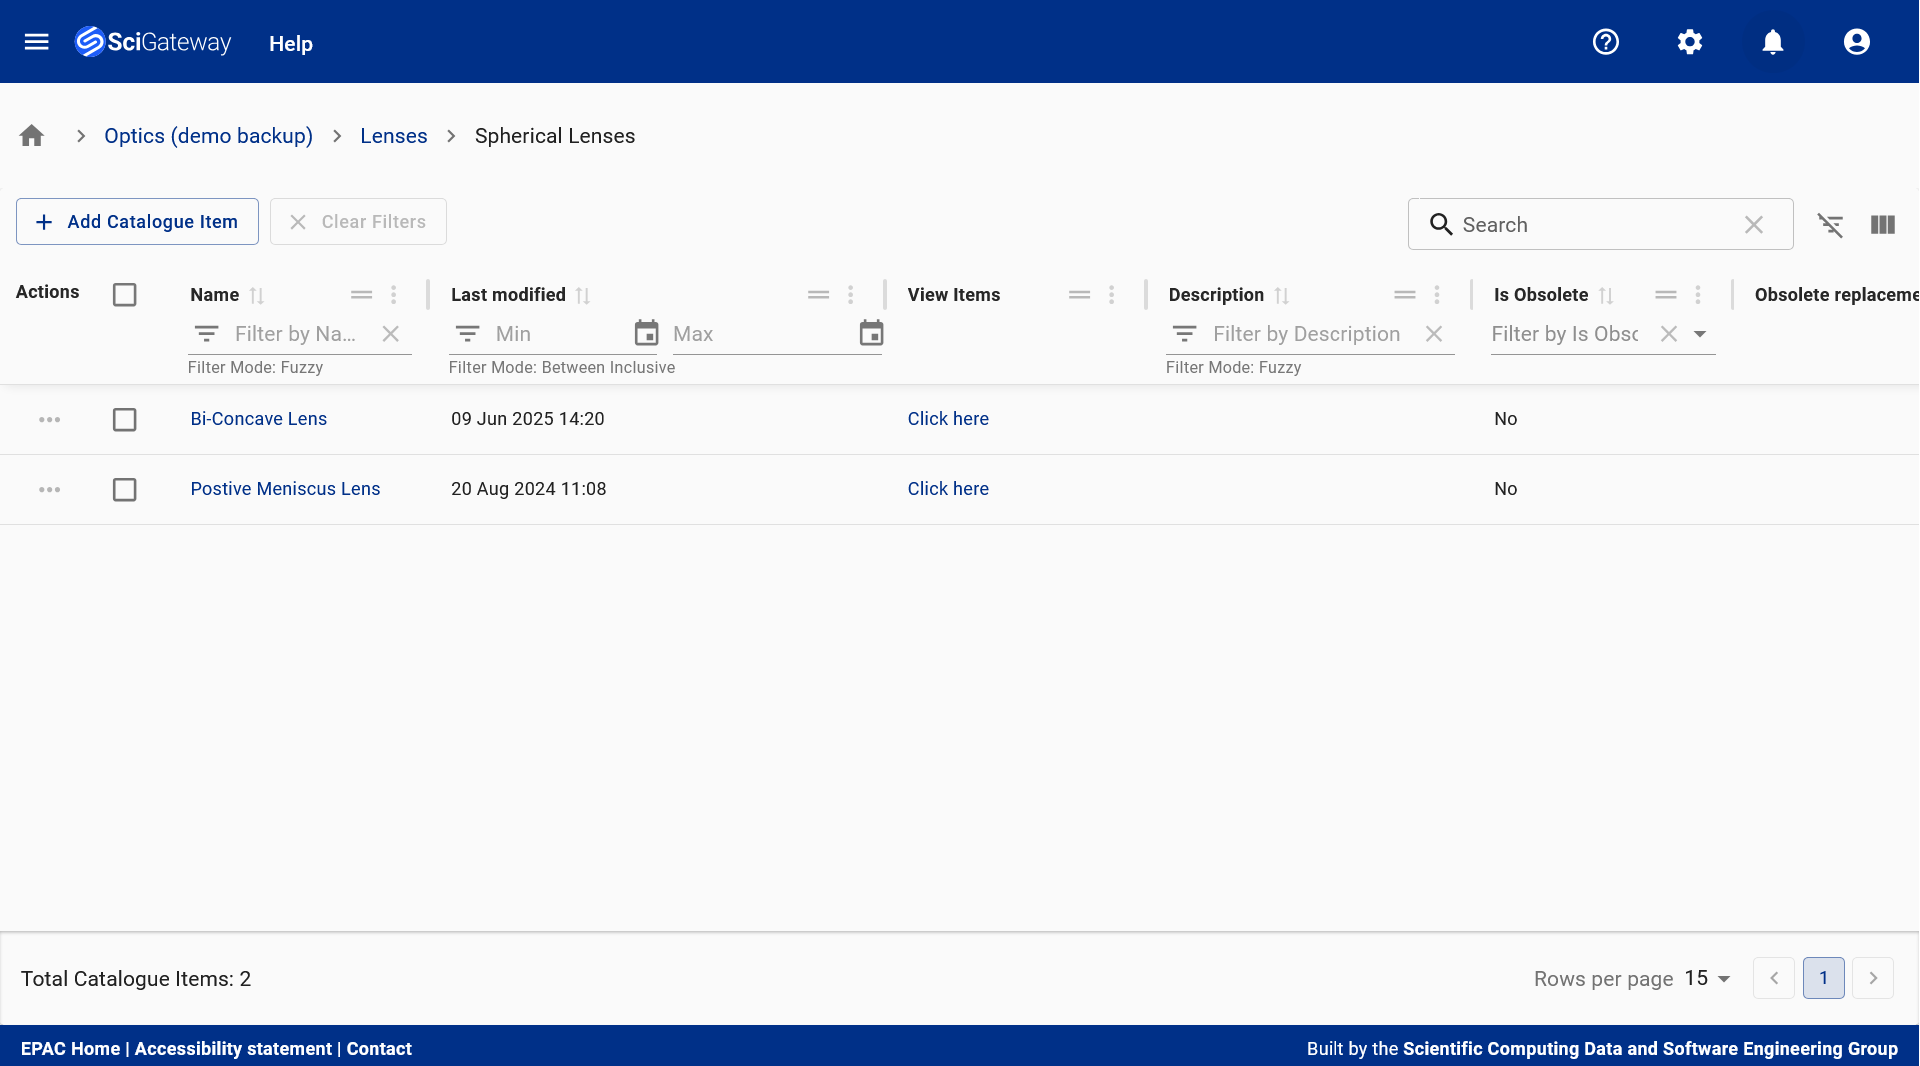 SciGateway Help
Optics (demo backup) Lenses Spherical Lenses
Add Catalogue Item Clear Filters Search
Actions Name Last modified View Items Description Is Obsolete Obsolete replaceme
Filter by Na... Min Max Filter by Description Filter by Is Obsc
Filter Mode: Fuzzy Filter Mode: Between Inclusive Filter Mode: Fuzzy
Bi-Concave Lens 09 Jun 2025 14:20 Click here No
Postive Meniscus Lens 20 Aug 2024 11:08 Click here No
Total Catalogue Items: 2 Rows per page 15 1
EPAC Home | Accessibility statement | Contact Built by the Scientific Computing Data and Software Engineering Group